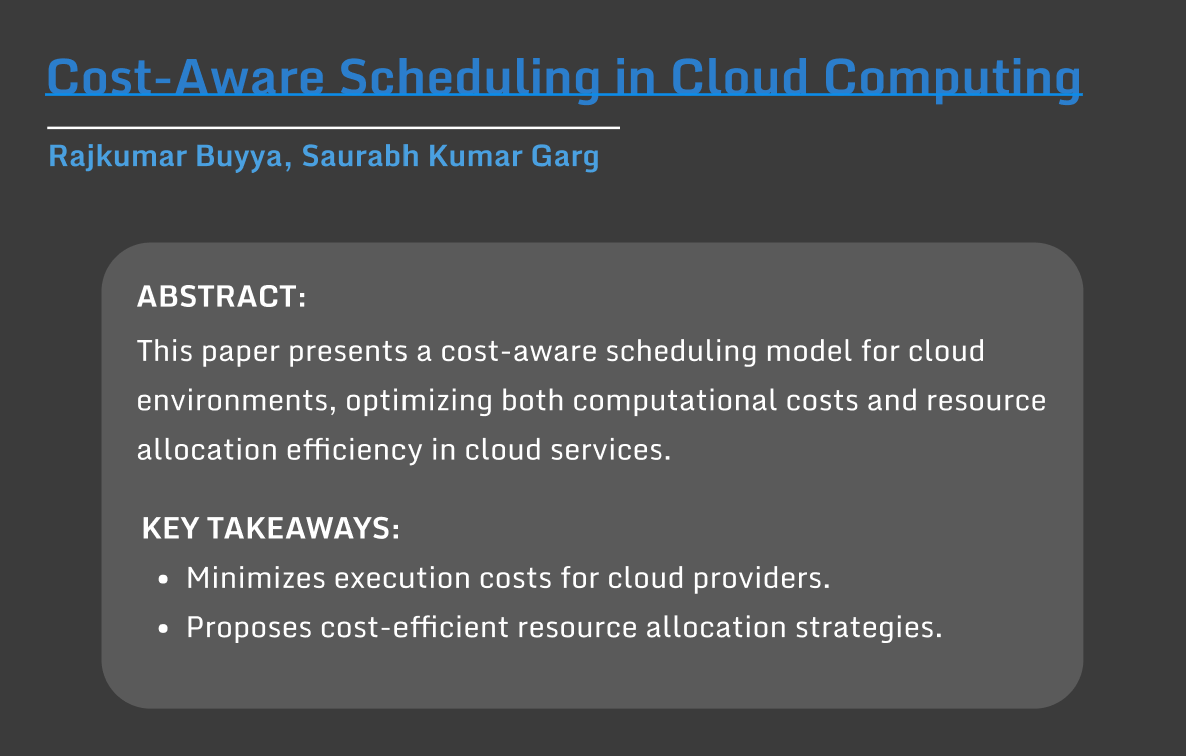 Cost-Aware Scheduling in Cloud Computing
Rajkumar Buyya, Saurabh Kumar Garg
ABSTRACT:
This paper presents a cost-aware scheduling model for cloud
environments, optimizing both computational costs and resource
allocation efficiency in cloud services.
KEY TAKEAWAYS:
• Minimizes execution costs for cloud providers.
• Proposes cost-efficient resource allocation strategies.